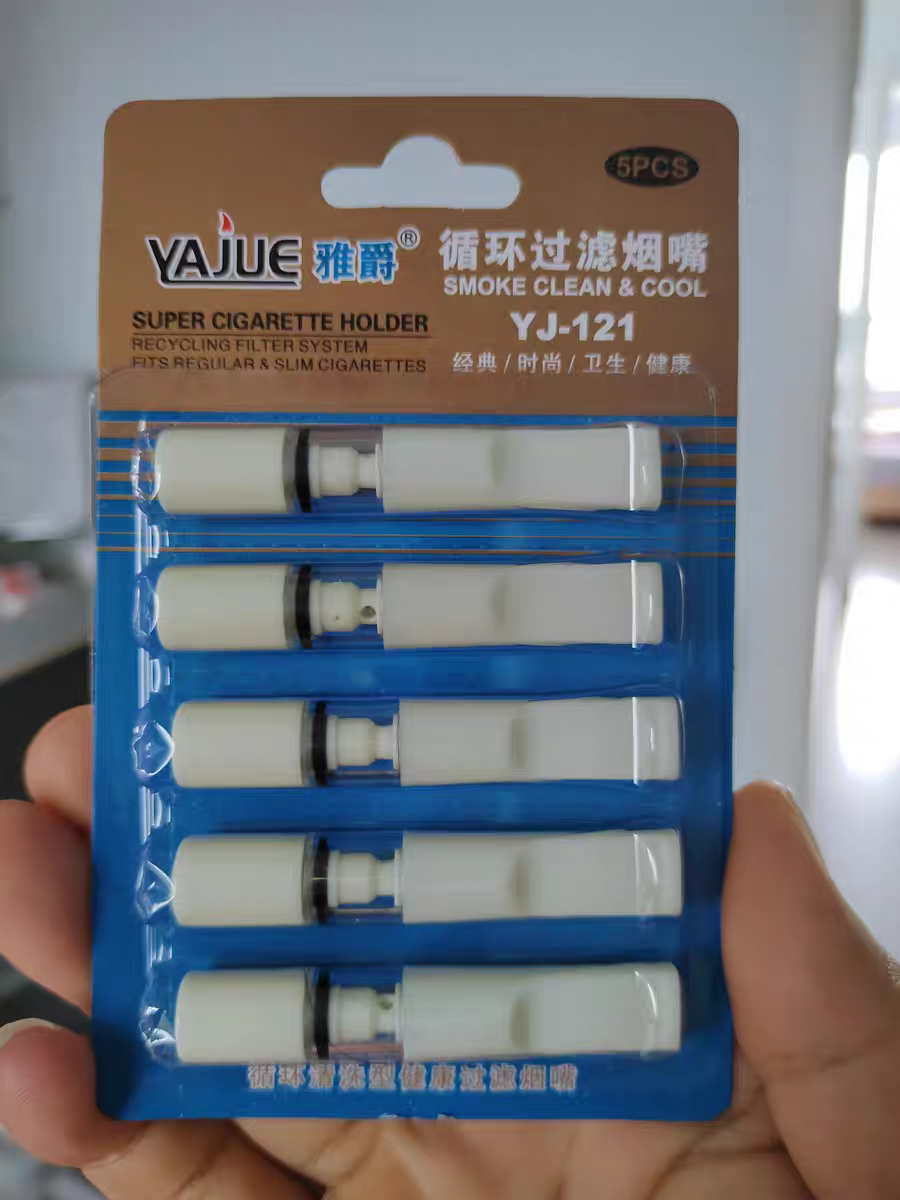 5PCS
YAJUE 雅爵®
循环过滤烟嘴
SMOKE CLEAN & COOL
SUPER CIGARETTE HOLDER
RECYCLING FILTER SYSTEM
FITS REGULAR & SLIM CIGARETTES
YJ-121
经典/时尚/卫生/健康
循环清洗型健康过滤烟嘴